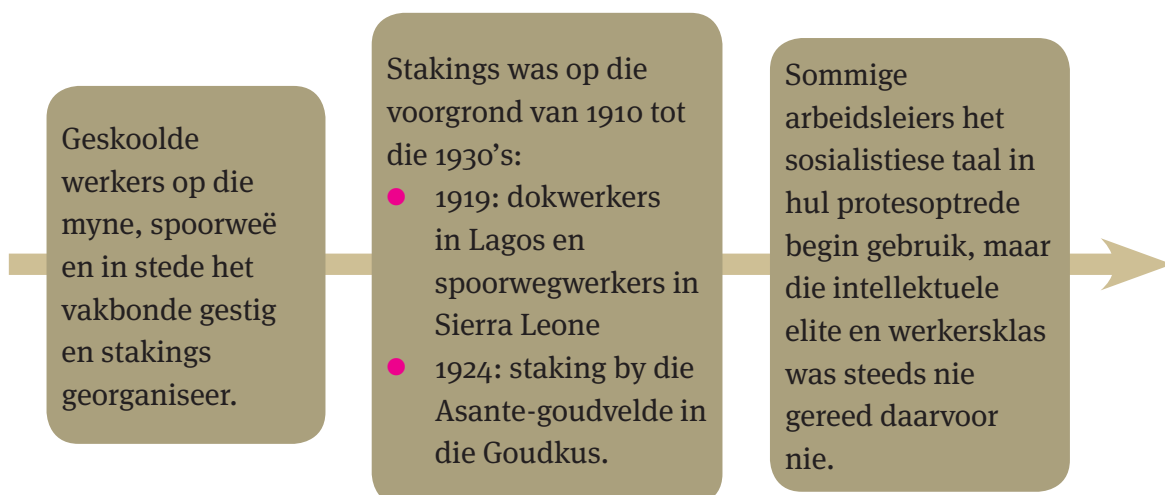 Geskoolde
werkers op die
myne, spoorweë
en in stede het
vakbonde gestig
en stakings
georganiseer.
Stakings was op die
voorgrond van 1910 tot
die 1930’s:
● 1919: dokwerkers
in Lagos en
spoorwegwerkers in
Sierra Leone
● 1924: staking by die
Asante-goudvelde in
die Goudkus.
Sommige
arbeidsleiers het
sosialistiese taal in
hul protesoptrede
begin gebruik, maar
die intellektuele
elite en werkersklas
was steeds nie
gereed daarvoor
nie.